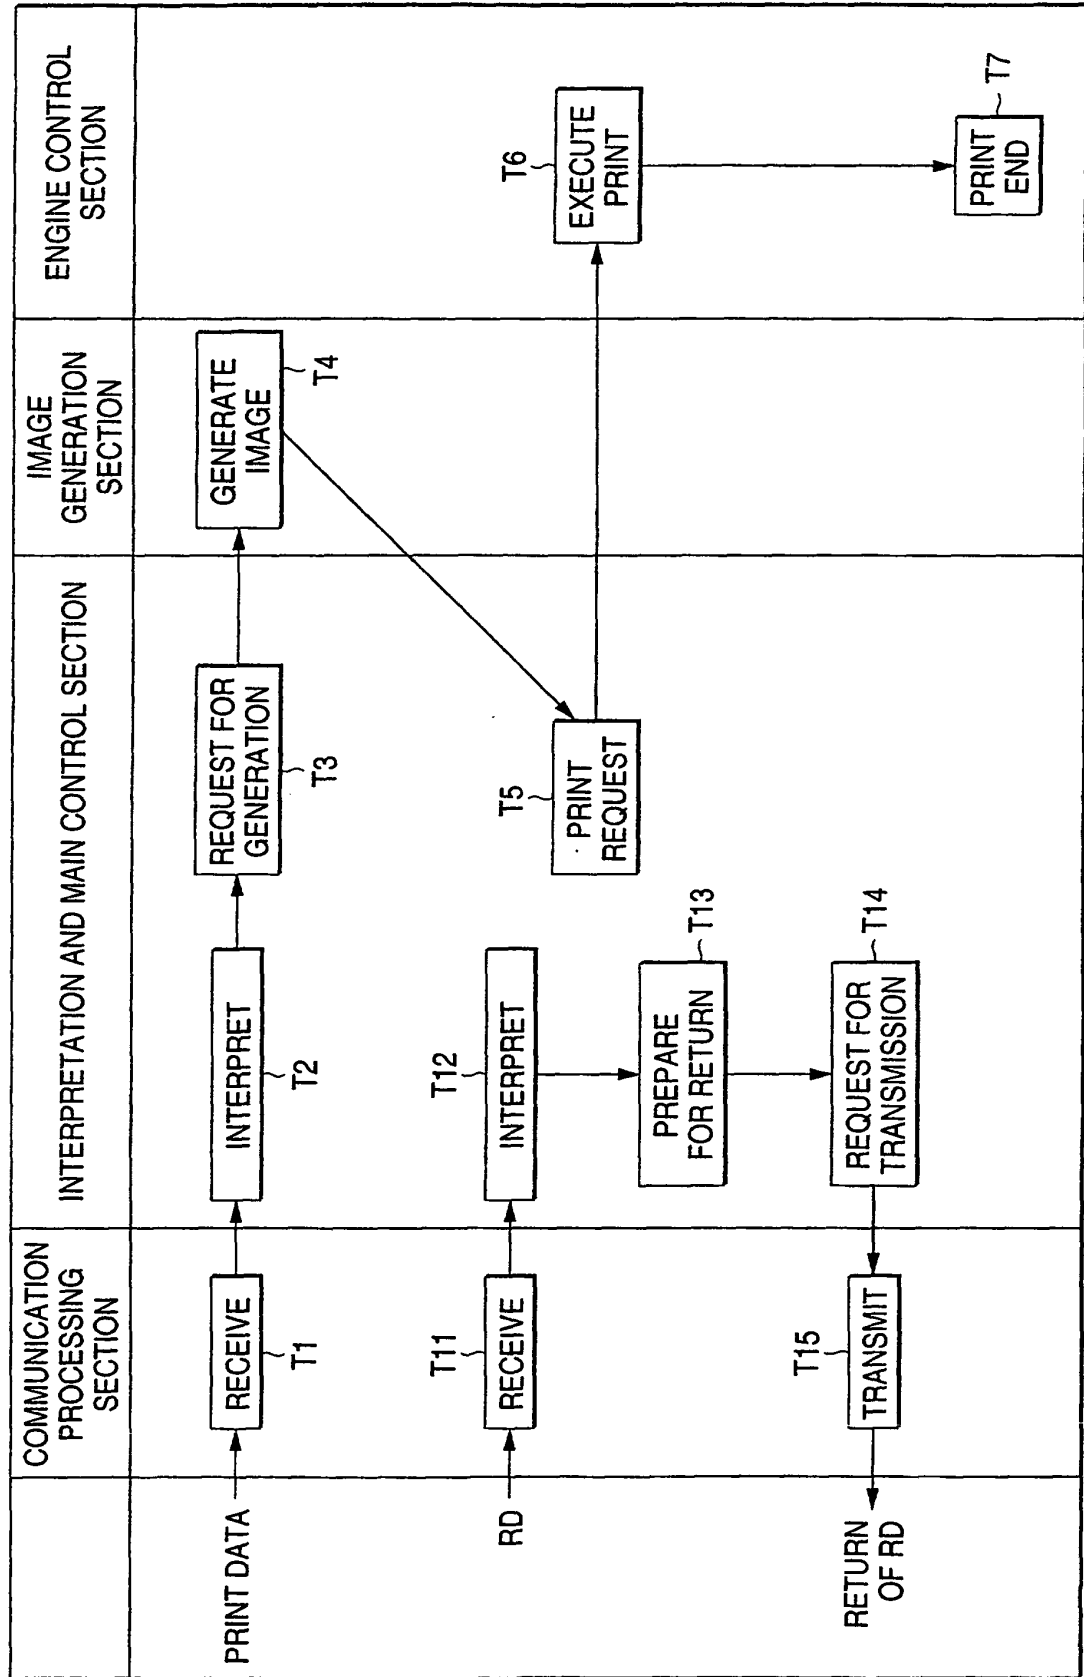 COMMUNICATION
PROCESSING
SECTION
INTERPRETATION AND MAIN CONTROL SECTION
IMAGE
GENERATION
SECTION
ENGINE CONTROL
SECTION
PRINT DATA
RECEIVE
T1
INTERPRET
T2
REQUEST FOR
GENERATION
T3
GENERATE
IMAGE
T4
RD
T11
RECEIVE
T12
INTERPRET
T5
PRINT
REQUEST
T6
EXECUTE
PRINT
PREPARE
FOR RETURN
T13
RETURN
OF RD
T15
TRANSMIT
REQUEST FOR
TRANSMISSION
T14
PRINT
END
T7